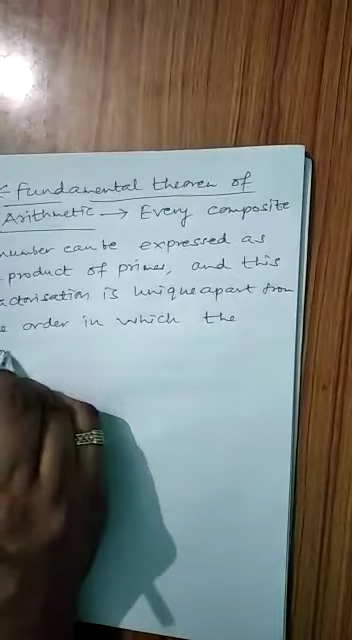 Fundamental theorem of
Arithmetic → Every composite
number can be expressed as
product of primes, and this
actorisation is unique apart from
order in which the